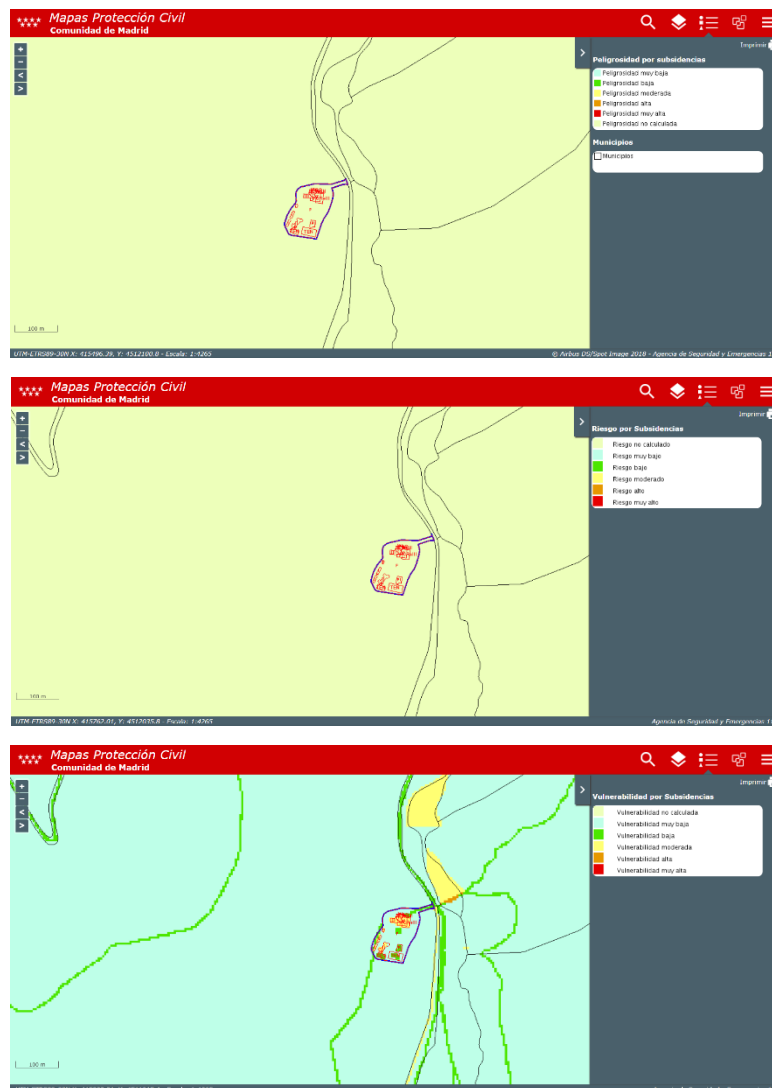 Mapas Protección Civil
Comunidad de Madrid
Imprimir
Peligrosidad por subsidencias
Peligrosidad muy baja
Peligrosidad baja
Peligrosidad moderada
Peligrosidad alta
Peligrosidad muy alta
Peligrosidad no calculada
Municipios
Municipios
100 m
UTM-ETRS89-30N X: 415496.39, Y: 4512100.8 - Escala: 1:4265
© Airbus DS/Spot Image 2018 - Agencia de Seguridad y Emergencias 1
Mapas Protección Civil
Comunidad de Madrid
Imprimir
Riesgo por Subsidencias
Riesgo no calculado
Riesgo muy bajo
Riesgo bajo
Riesgo moderado
Riesgo alto
Riesgo muy alto
100 m
UTM-ETRS89-30N X: 415762.01, Y: 4512035.8 - Escala: 1:4265
Agencia de Seguridad y Emergencias 1
Mapas Protección Civil
Comunidad de Madrid
Imprimir
Vulnerabilidad por Subsidencias
Vulnerabilidad no calculada
Vulnerabilidad muy baja
Vulnerabilidad baja
Vulnerabilidad moderada
Vulnerabilidad alta
Vulnerabilidad muy alta
100 m